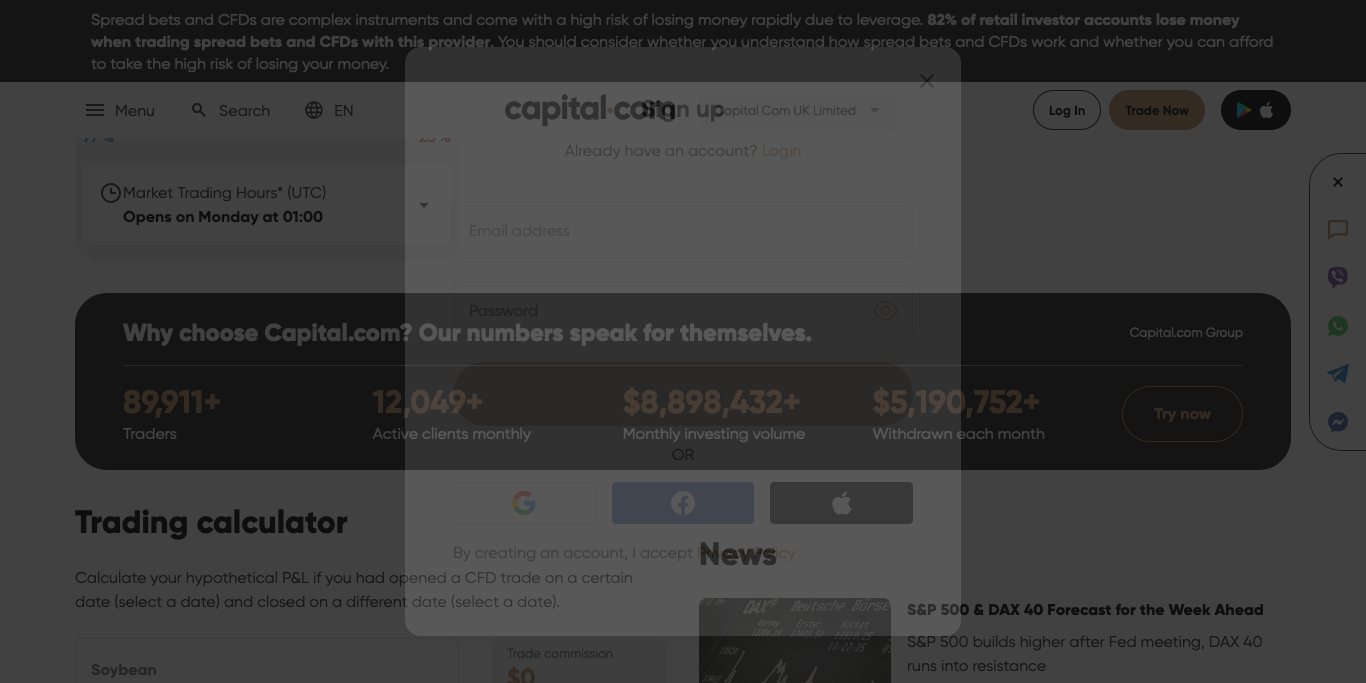 Spread bets and CFDs are complex instruments and come with a high risk of losing money rapidly due to leverage. 82% of retail investor accounts lose money
when trading spread bets and CFDs with this provider. You should consider whether you understand how spread bets and CFDs work and whether you can afford
to take the high risk of losing your money.
Menu
Search
EN
capital.com
Sign up
Capital Com UK Limited
Log In
Trade Now
Already have an account? Login
Market Trading Hours* (UTC)
Opens on Monday at 01:00
Email address
Password
Why choose Capital.com? Our numbers speak for themselves.
Capital.com Group
89,911+
12,049+
$8,898,432+
$5,190,752+
Try now
Traders
Active clients monthly
Monthly investing volume
Withdrawn each month
OR
Trading calculator
News
By creating an account, I accept Privacy Policy
Calculate your hypothetical P&L if you had opened a CFD trade on a certain
date (select a date) and closed on a different date (select a date).
S&P 500 & DAX 40 Forecast for the Week Ahead
S&P 500 builds higher after Fed meeting, DAX 40
runs into resistance
DAX
Deutsche Börse
Trade commission
Soybean
$0